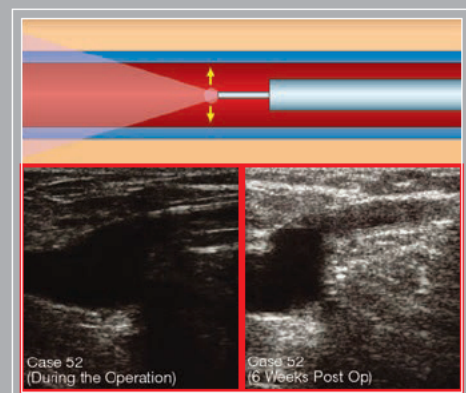 Case 52
(During the Operation)
Case 52
(6 Weeks Post Op)